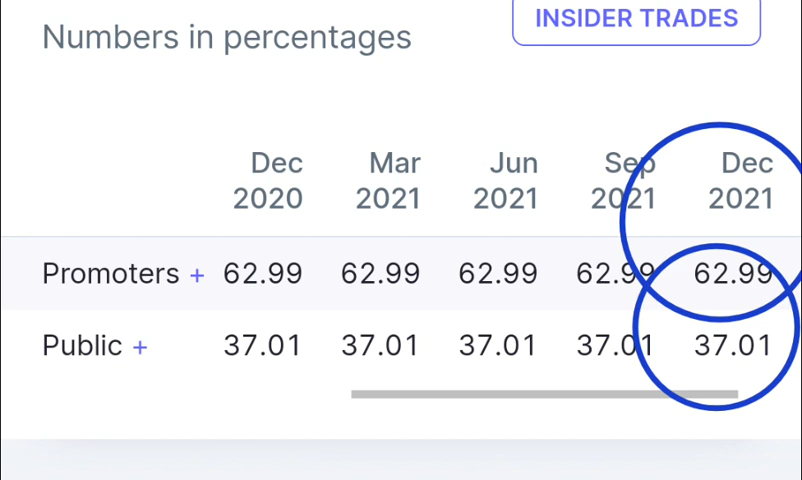 Numbers in percentages
INSIDER TRADES
Dec 2020 Mar 2021 Jun 2021 Sep 2021 Dec 2021
Promoters + 62.99 62.99 62.99 62.99 62.99
Public + 37.01 37.01 37.01 37.01 37.01